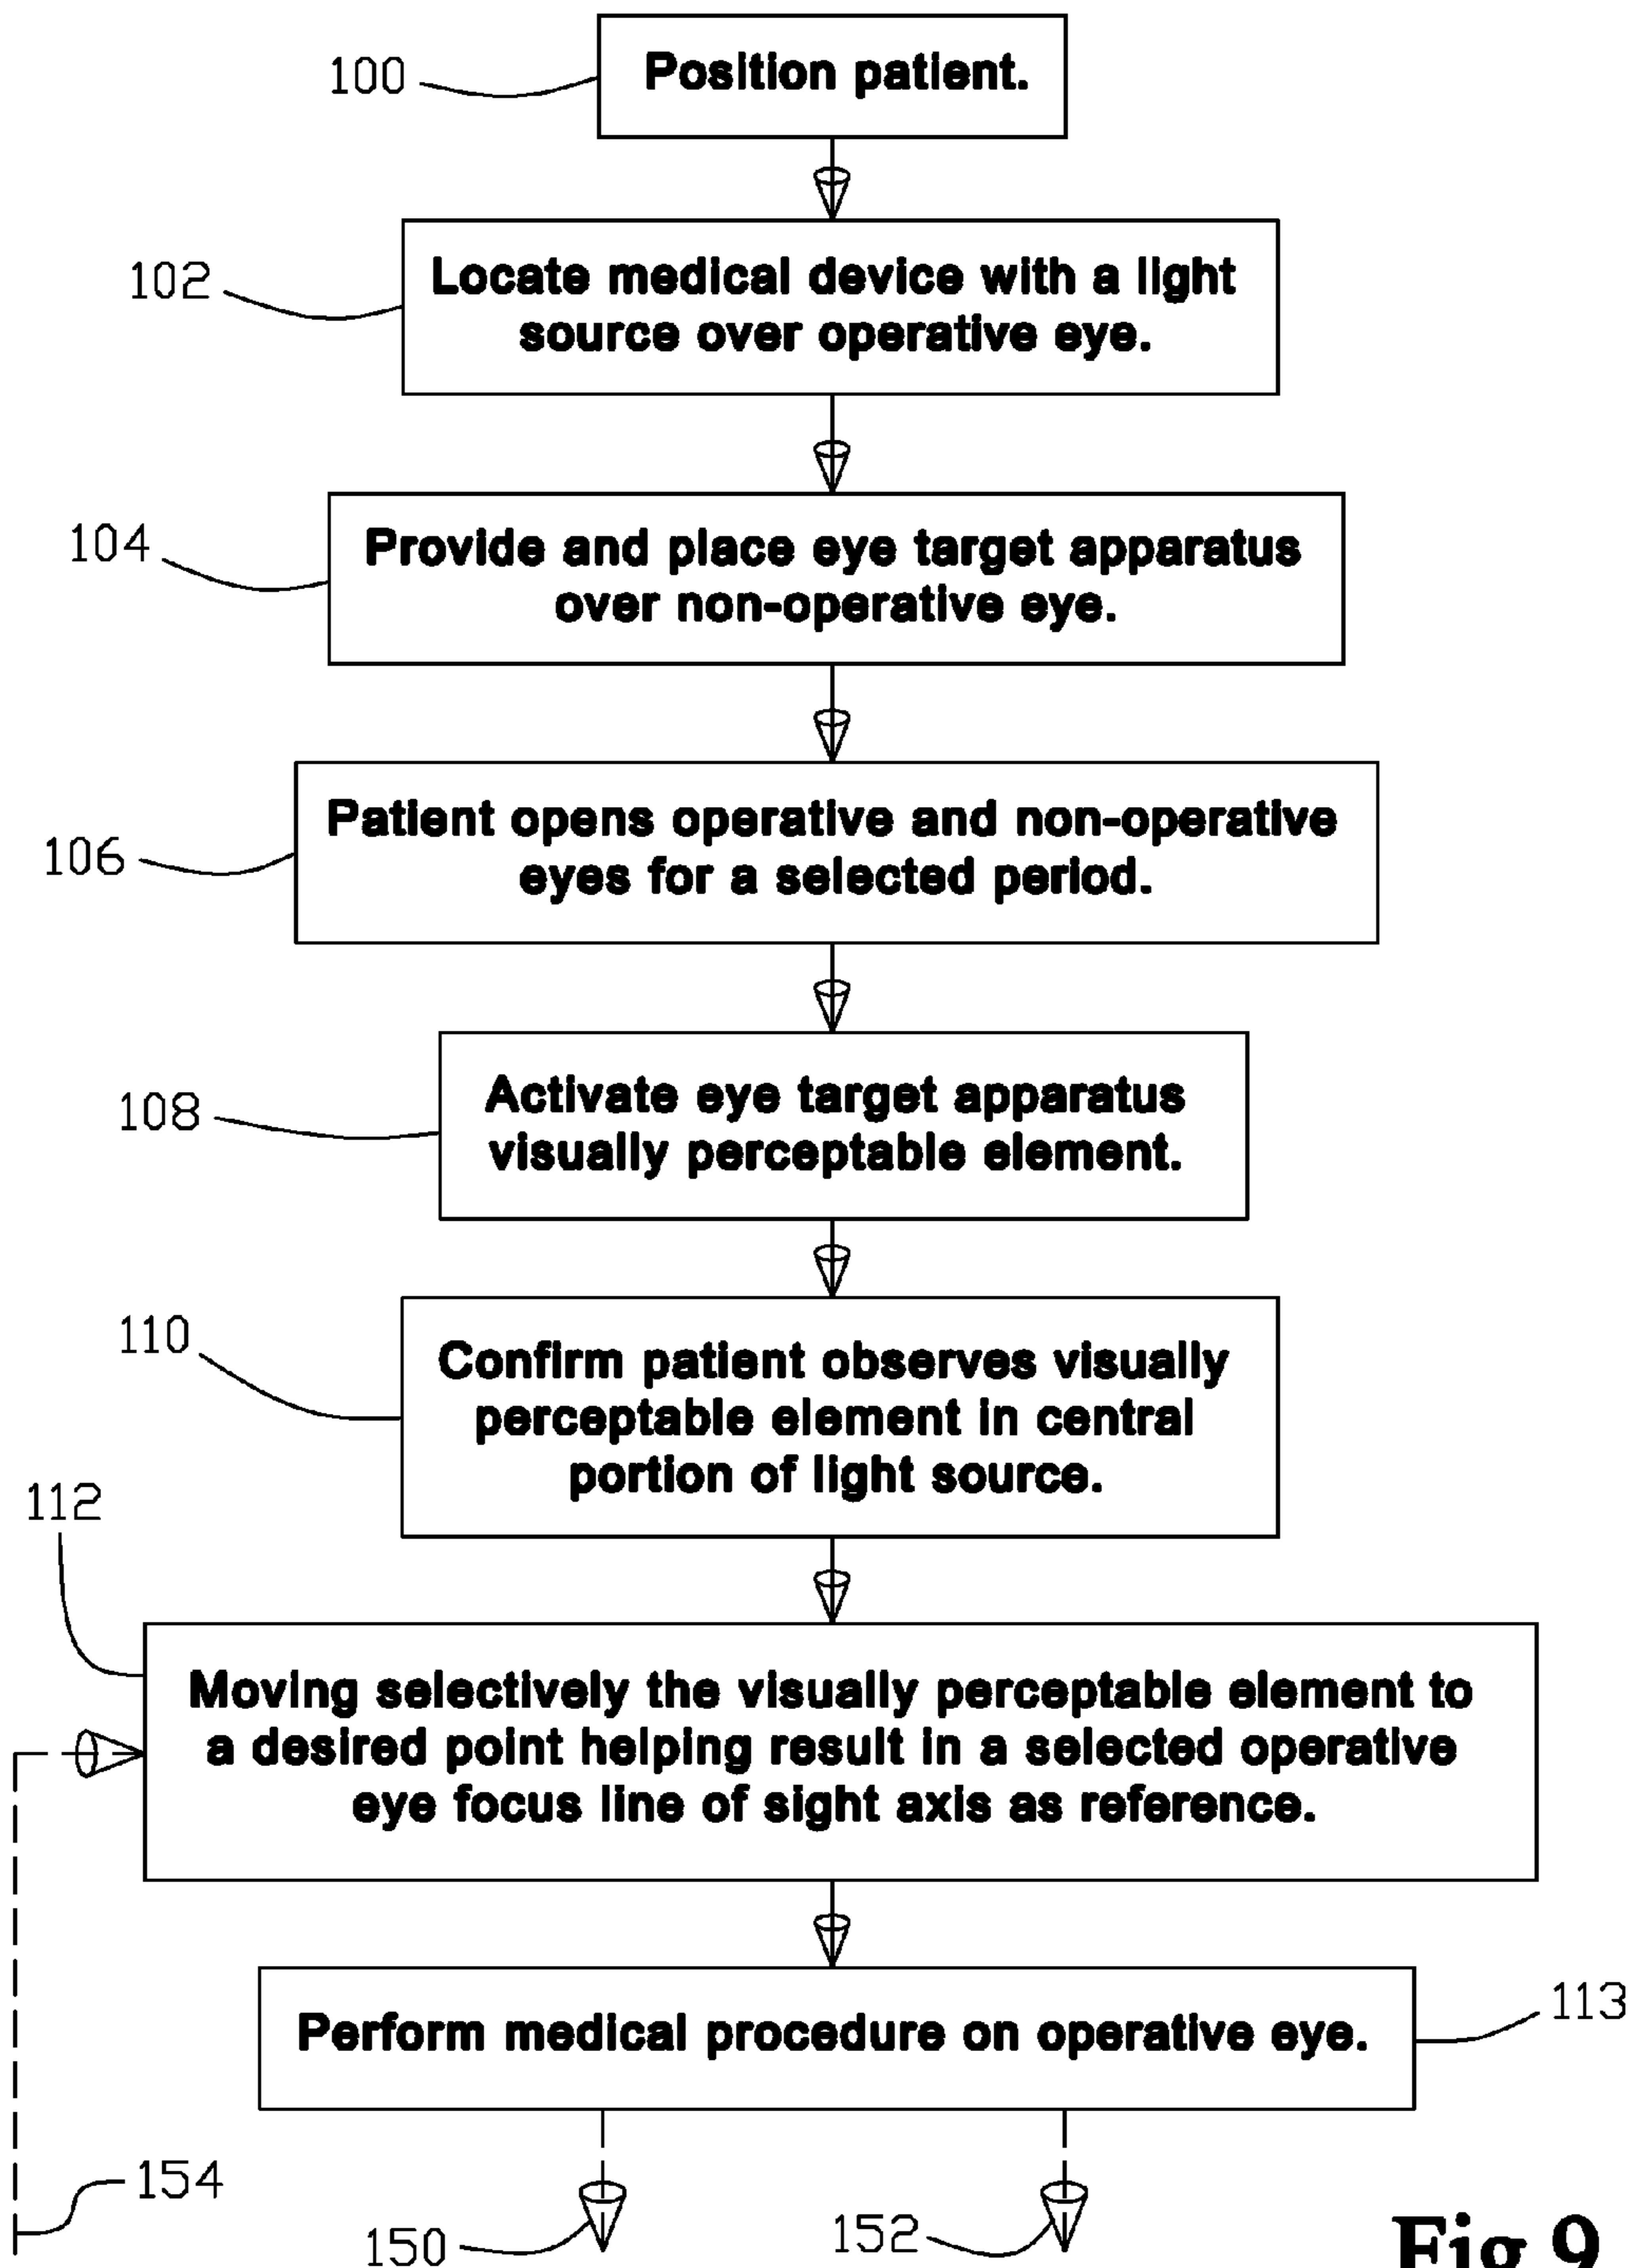 100
Position patient.
102
Locate medical device with a light
source over operative eye.
104
Provide and place eye target apparatus
over non-operative eye.
106
Patient opens operative and non-operative
eyes for a selected period.
108
Activate eye target apparatus
visually perceptable element.
110
Confirm patient observes visually
perceptable element in central
portion of light source.
112
Moving selectively the visually perceptable element to
a desired point helping result in a selected operative
eye focus line of sight axis as reference.
Perform medical procedure on operative eye.
113
154
150
152
Fig 9